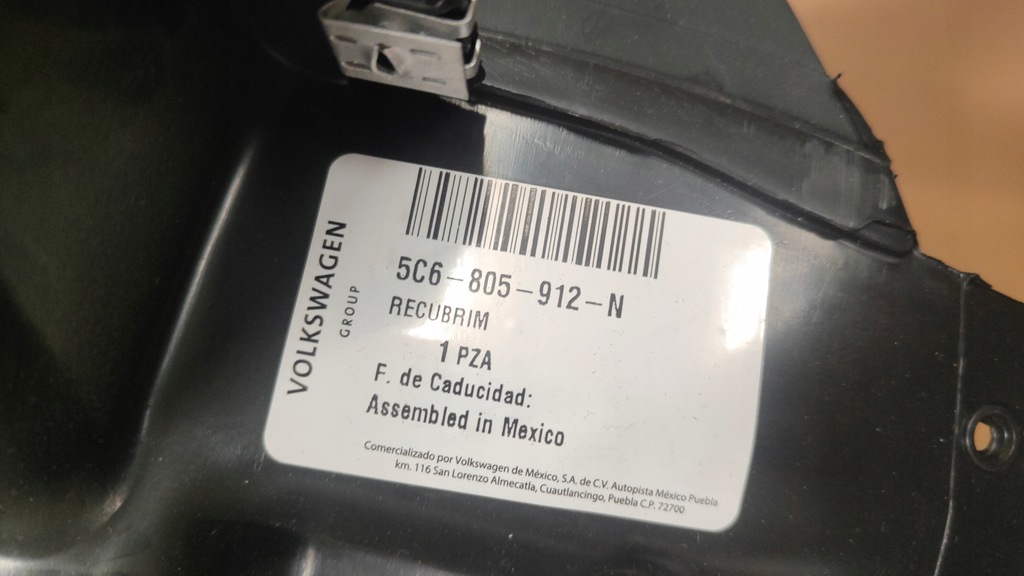 VOLKSWAGEN
GROUP
5C6-805-912-N
RECUBRIM
1 PZA
F. de Caducidad:
Assembled in Mexico
Comercializado por Volkswagen de México, S.A. de C.V. Autopista México Puebla
km. 116 San Lorenzo Almecatla, Cuautlancingo, Puebla C.P. 72700